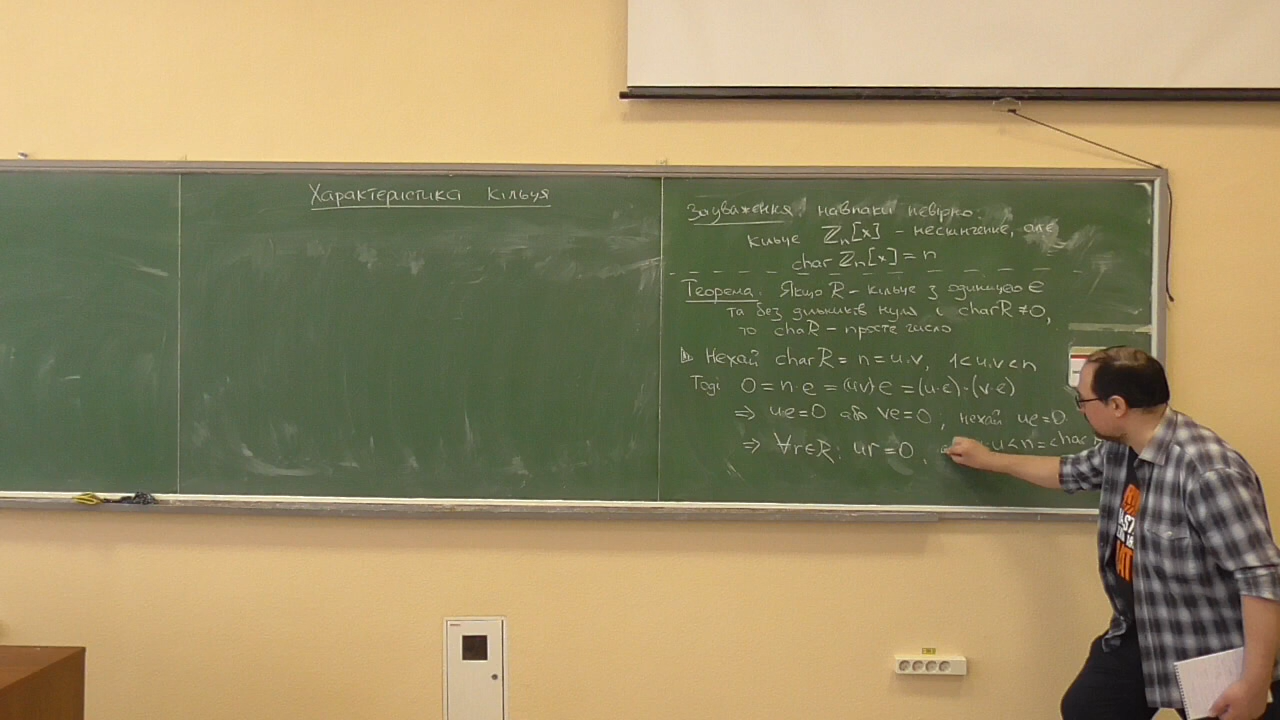 Характеристика кільця
Зауваження: навпаки невірно:
кільце ℤₙ[x] – нескінченне, але
char ℤₙ[x] = n
Теорема. Якщо R – кільце з одиницею e
та без дільників нуля і charR ≠ 0,
то chaR – просте число
Нехай charR = n = u·v, 1<u,v<n
Тоді 0 = n·e = (uv)e = (u·e)·(v·e)
⇒ ue=0 або ve=0; нехай ue=0
⇒ ∀r∈R: ur=0, u<n=char